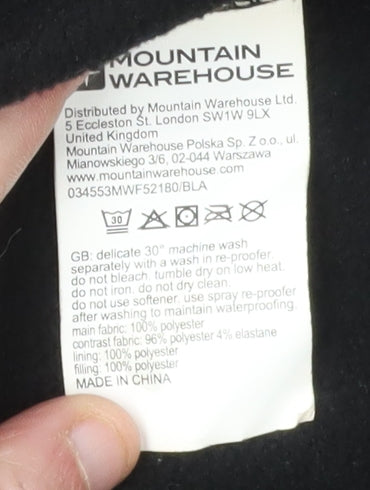 MOUNTAIN
WAREHOUSE
Distributed by Mountain Warehouse Ltd.
5 Eccleston St. London SW1W 9LX
United Kingdom
Mountain Warehouse Polska Sp. Z o.o., ul.
Mianowskiego 3/6, 02-044 Warszawa
www.mountainwarehouse.com
034553MWF52180/BLA
30
GB: delicate 30° machine wash
separately with a wash in re-proofer.
do not bleach. tumble dry on low heat.
do not iron. do not dry clean.
do not use softener. use spray re-proofer
after washing to maintain waterproofing.
main fabric: 100% polyester
contrast fabric: 96% polyester 4% elastane
lining: 100% polyester
filling: 100% polyester
MADE IN CHINA